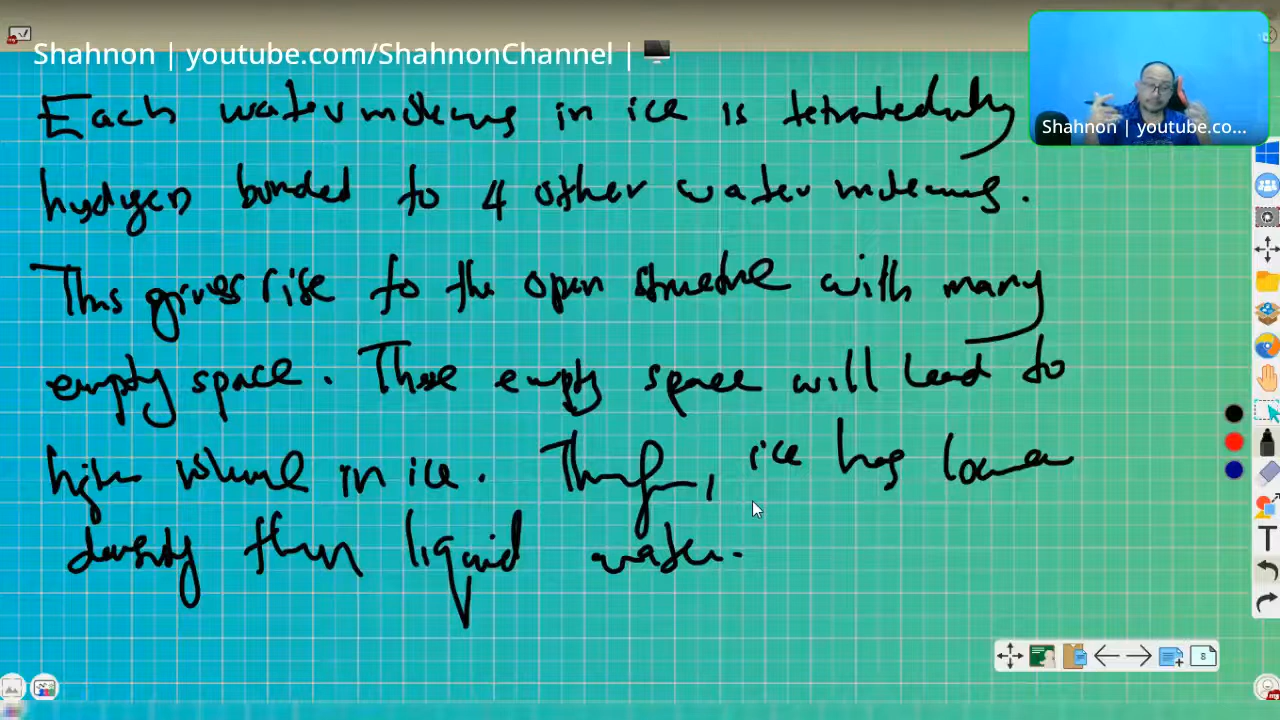 Shahnon | youtube.com/ShahnonChannel |
Shahnon | youtube.co...
Each water molecules in ice is tetrahedrally
hydrogen bonded to 4 other water molecules.
This gives rise to the open structure with many
empty space. These empty space will lead to
higher volume in ice. Therefore, ice has lower
density than liquid water.
T
8